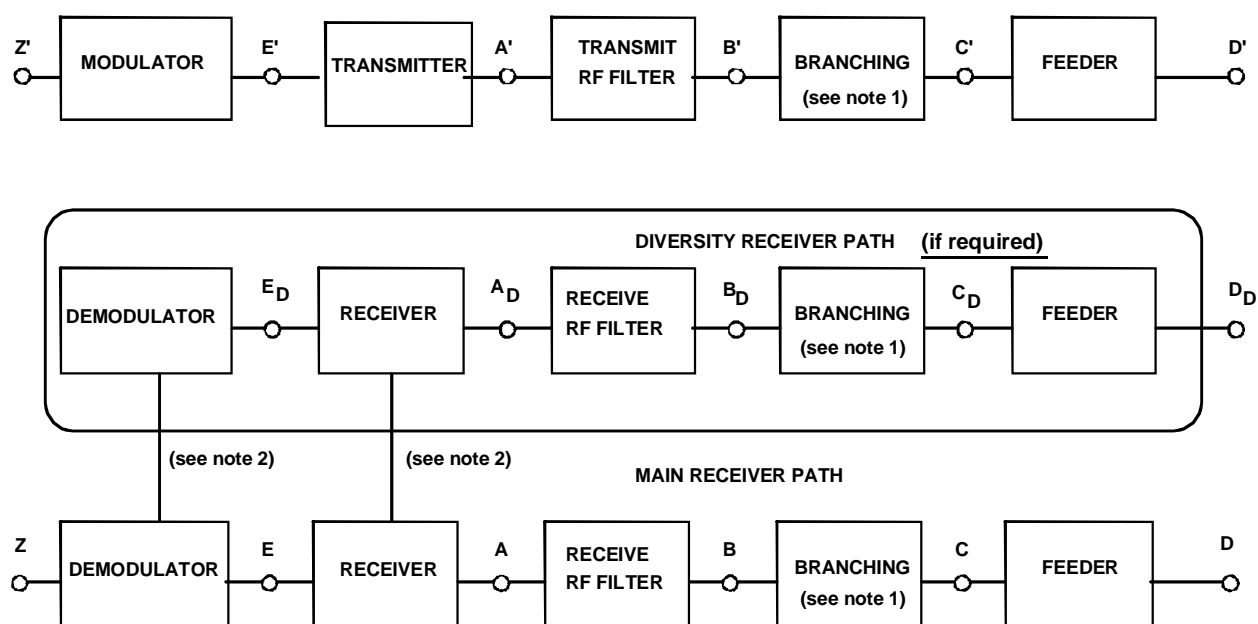 Z' E' A' B' C' D'
MODULATOR
TRANSMITTER
TRANSMIT
RF FILTER
BRANCHING
(see note 1)
FEEDER
DIVERSITY RECEIVER PATH (if required)
E_D A_D B_D C_D D_D
DEMODULATOR
RECEIVER
RECEIVE
RF FILTER
BRANCHING
(see note 1)
FEEDER
(see note 2)
(see note 2)
MAIN RECEIVER PATH
Z E A B C D
DEMODULATOR
RECEIVER
RECEIVE
RF FILTER
BRANCHING
(see note 1)
FEEDER